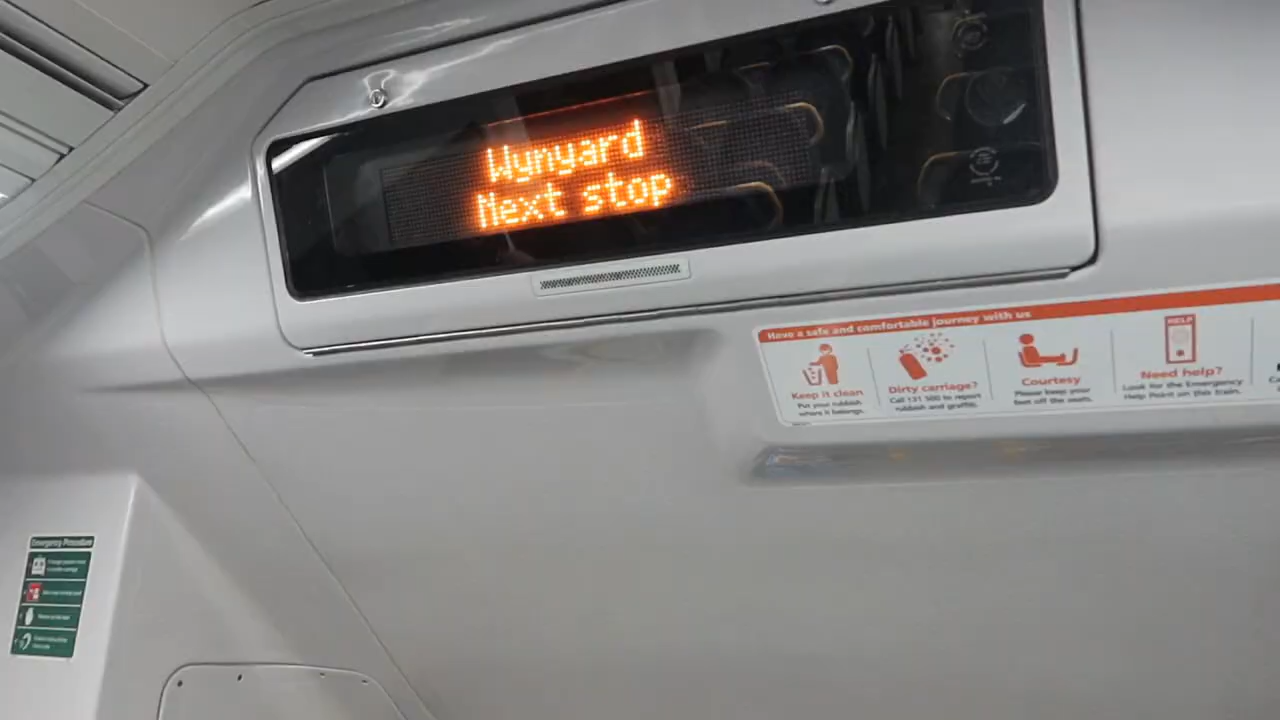 Wynyard
Next stop
Have a safe and comfortable journey with us
Keep it clean
Put your rubbish
where it belongs.
Dirty carriage?
Call 131 500 to report
rubbish and graffiti.
Courtesy
Please keep your
feet off the seats.
HELP
Need help?
Look for the Emergency
Help Point on this train.
Emergency Procedure